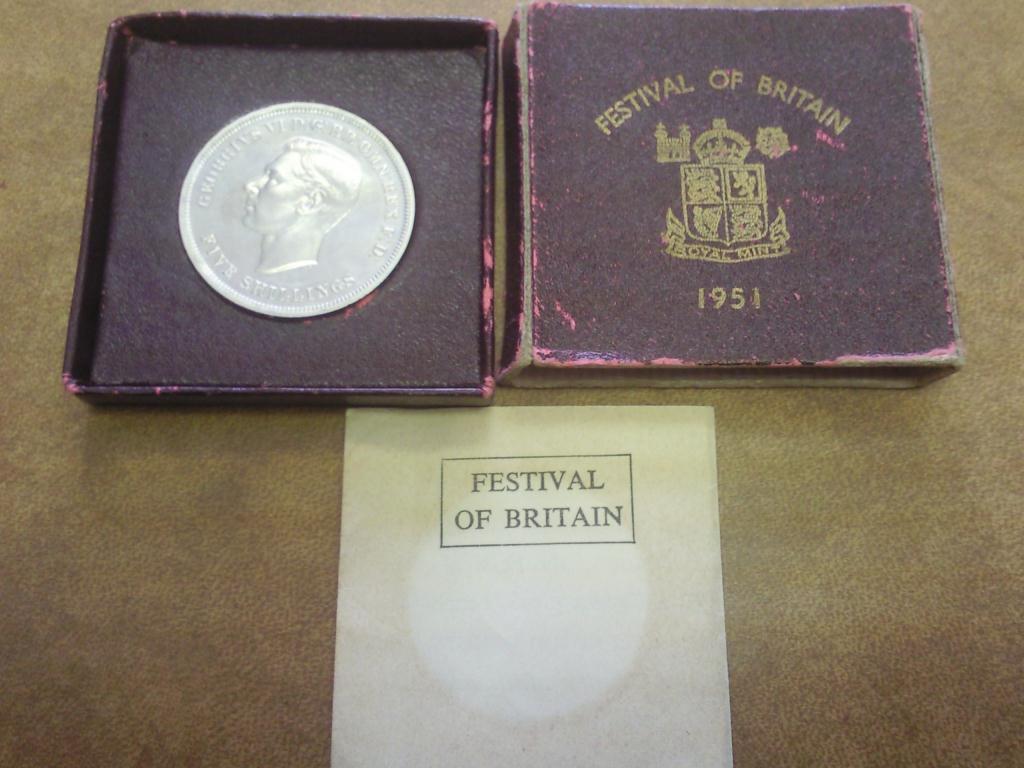 GEORGIVS VI D:G:BR:OMN:REX F:D.
FIVE SHILLINGS
FESTIVAL OF BRITAIN
ROYAL MINT
1951
FESTIVAL
OF BRITAIN